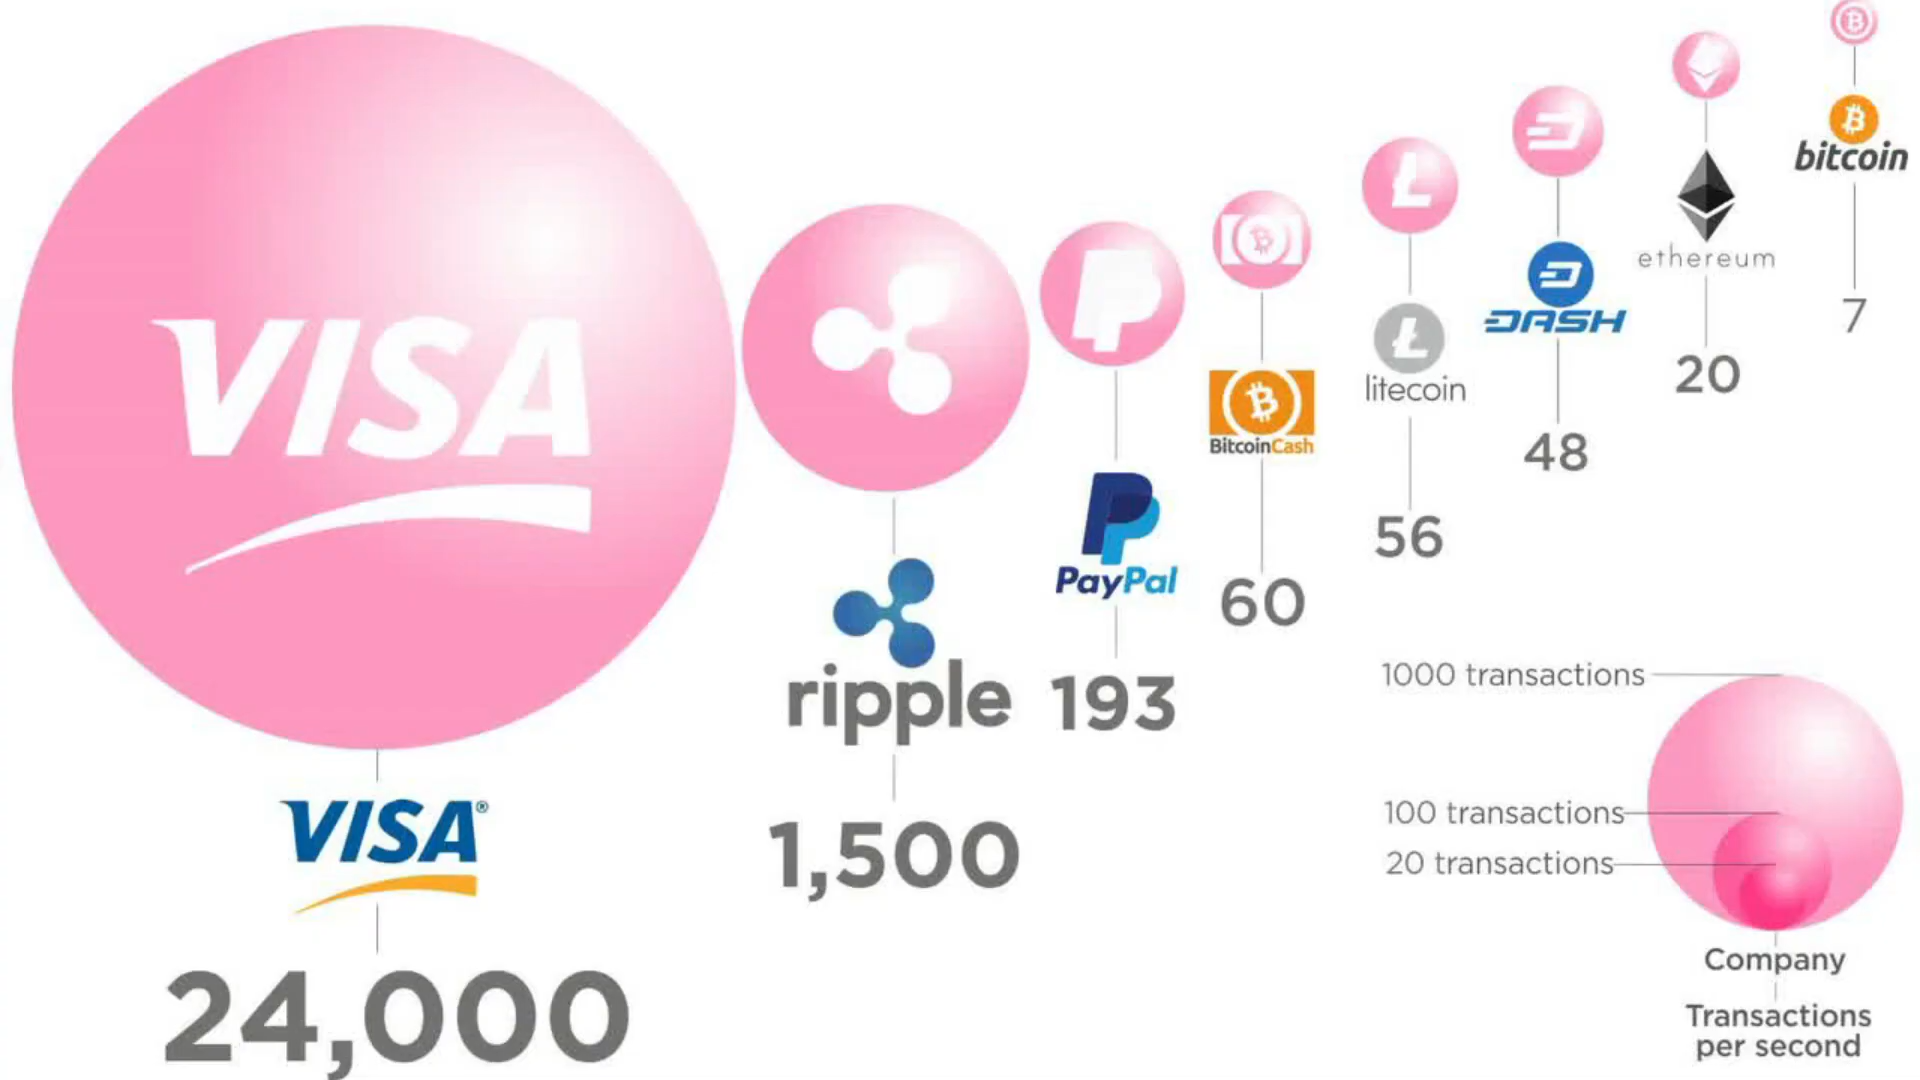 VISA
VISA®
24,000
ripple
1,500
PayPal
193
BitcoinCash
60
litecoin
56
DASH
48
ethereum
20
bitcoin
7
1000 transactions
100 transactions
20 transactions
Company
Transactions
per second